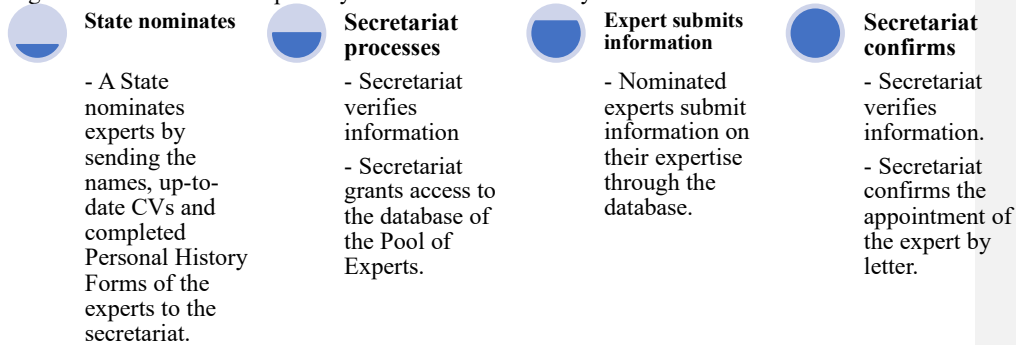 State nominates
- A State
nominates
experts by
sending the
names, up-to-
date CVs and
completed
Personal History
Forms of the
experts to the
secretariat.
Secretariat
processes
- Secretariat
verifies
information
- Secretariat
grants access to
the database of
the Pool of
Experts.
Expert submits
information
- Nominated
experts submit
information on
their expertise
through the
database.
Secretariat
confirms
- Secretariat
verifies
information.
- Secretariat
confirms the
appointment of
the expert by
letter.